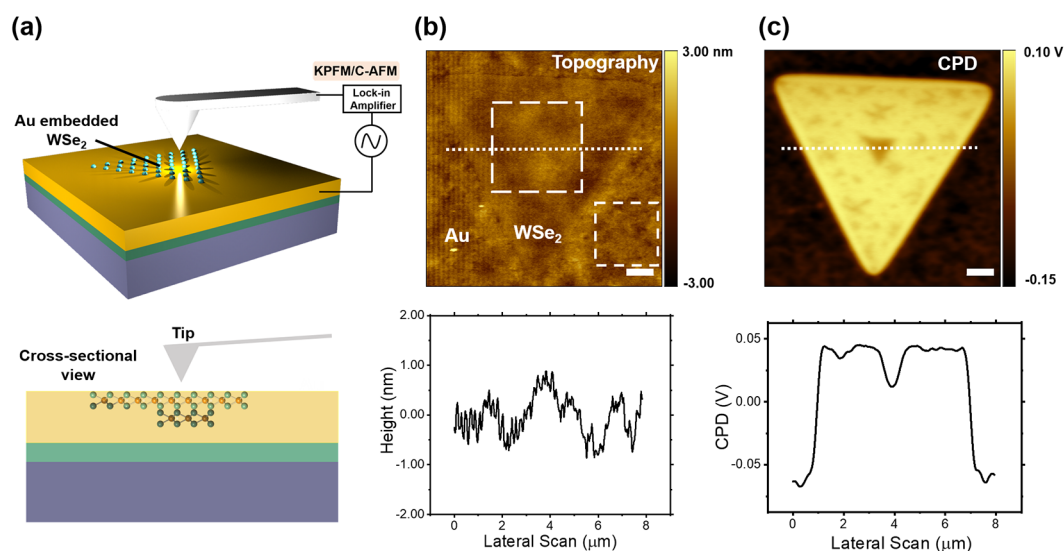 (a)
KPFM/C-AFM
Lock-in
Amplifier
Au embedded
WSe₂
Tip
Cross-sectional
view
(b)
3.00 nm
Topography
Au
WSe₂
-3.00
2.00
1.00
0.00
-1.00
-2.00
Height (nm)
0 2 4 6 8
Lateral Scan (μm)
(c)
0.10 V
CPD
-0.15
0.05
0.00
-0.05
CPD (V)
0 2 4 6 8
Lateral Scan (μm)